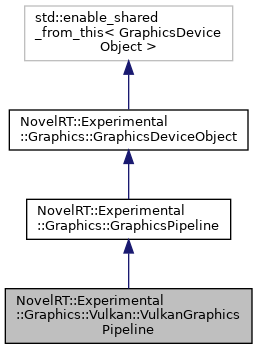 std::enable_shared
_from_this< GraphicsDevice
Object >
NovelRT::Experimental
::Graphics::GraphicsDeviceObject
NovelRT::Experimental
::Graphics::GraphicsPipeline
NovelRT::Experimental
::Graphics::Vulkan::VulkanGraphics
Pipeline